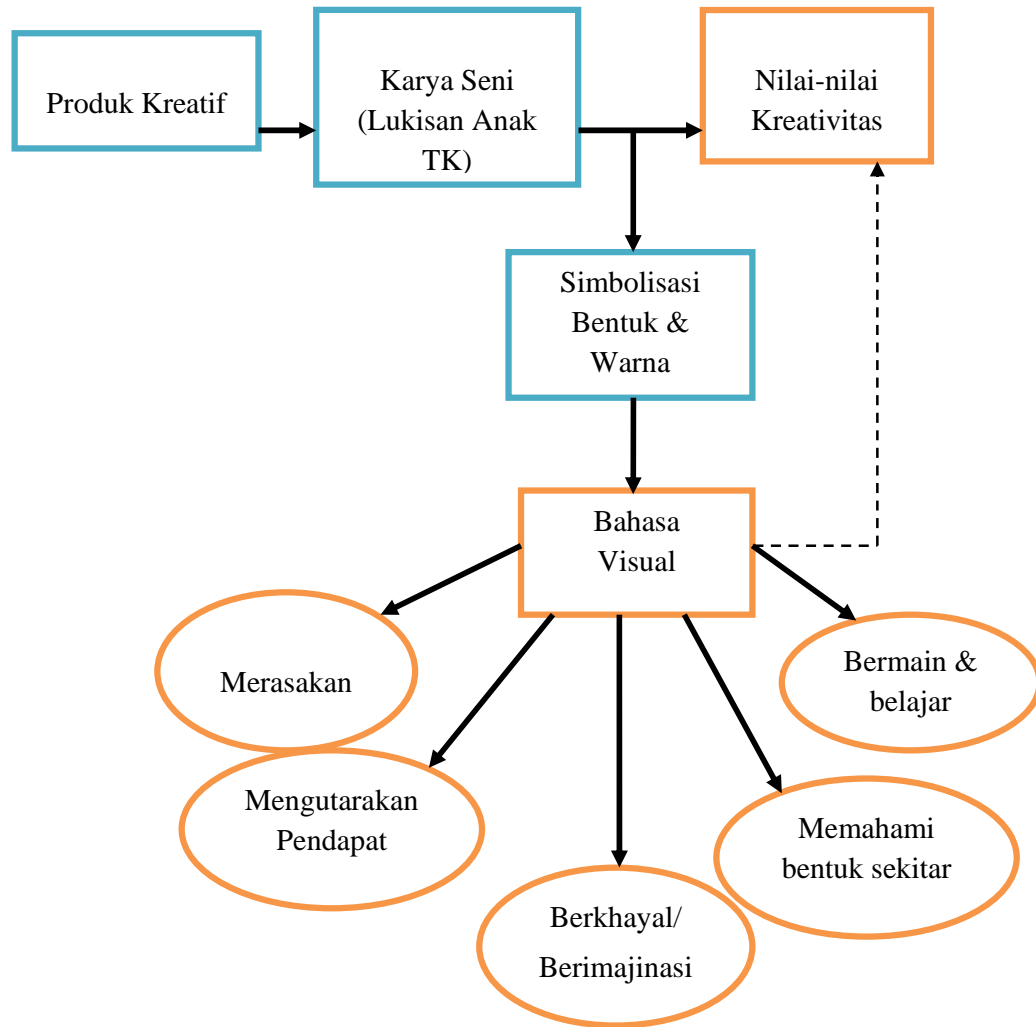 Produk Kreatif
Karya Seni
(Lukisan Anak
TK)
Nilai-nilai
Kreativitas
Simbolisasi
Bentuk &
Warna
Bahasa
Visual
Merasakan
Mengutarakan
Pendapat
Berkhayal/
Berimajinasi
Memahami
bentuk sekitar
Bermain &
belajar